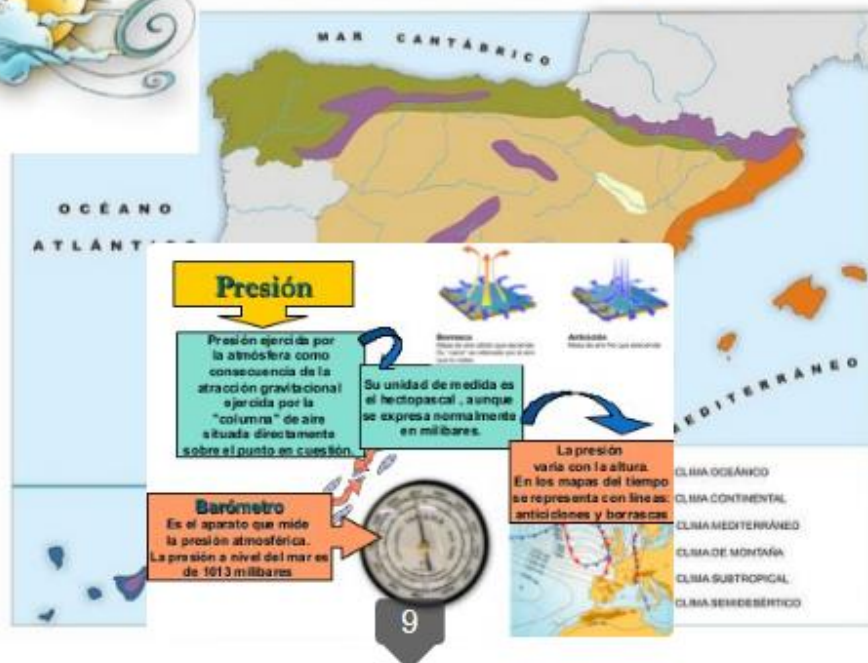 MAR CANTÁBRICO
OCÉANO
ATLÁNTICO
MEDITERRÁNEO
Presión
Presión ejercida por
la atmósfera como
consecuencia de la
atracción gravitacional
ejercida por la
"columna" de aire
situada directamente
sobre el punto en cuestión.
Borrasca
Anticiclón
Su unidad de medida es
el hectopascal , aunque
se expresa normalmente
en milibares.
La presión
varía con la altura.
En los mapas del tiempo
se representa con líneas:
anticiclones y borrascas
Barómetro
Es el aparato que mide
la presión atmosférica.
La presión a nivel del mar es
de 1013 milibares
CLIMA OCEÁNICO
CLIMA CONTINENTAL
CLIMA MEDITERRÁNEO
CLIMA DE MONTAÑA
CLIMA SUBTROPICAL
CLIMA SEMIDESÉRTICO
9